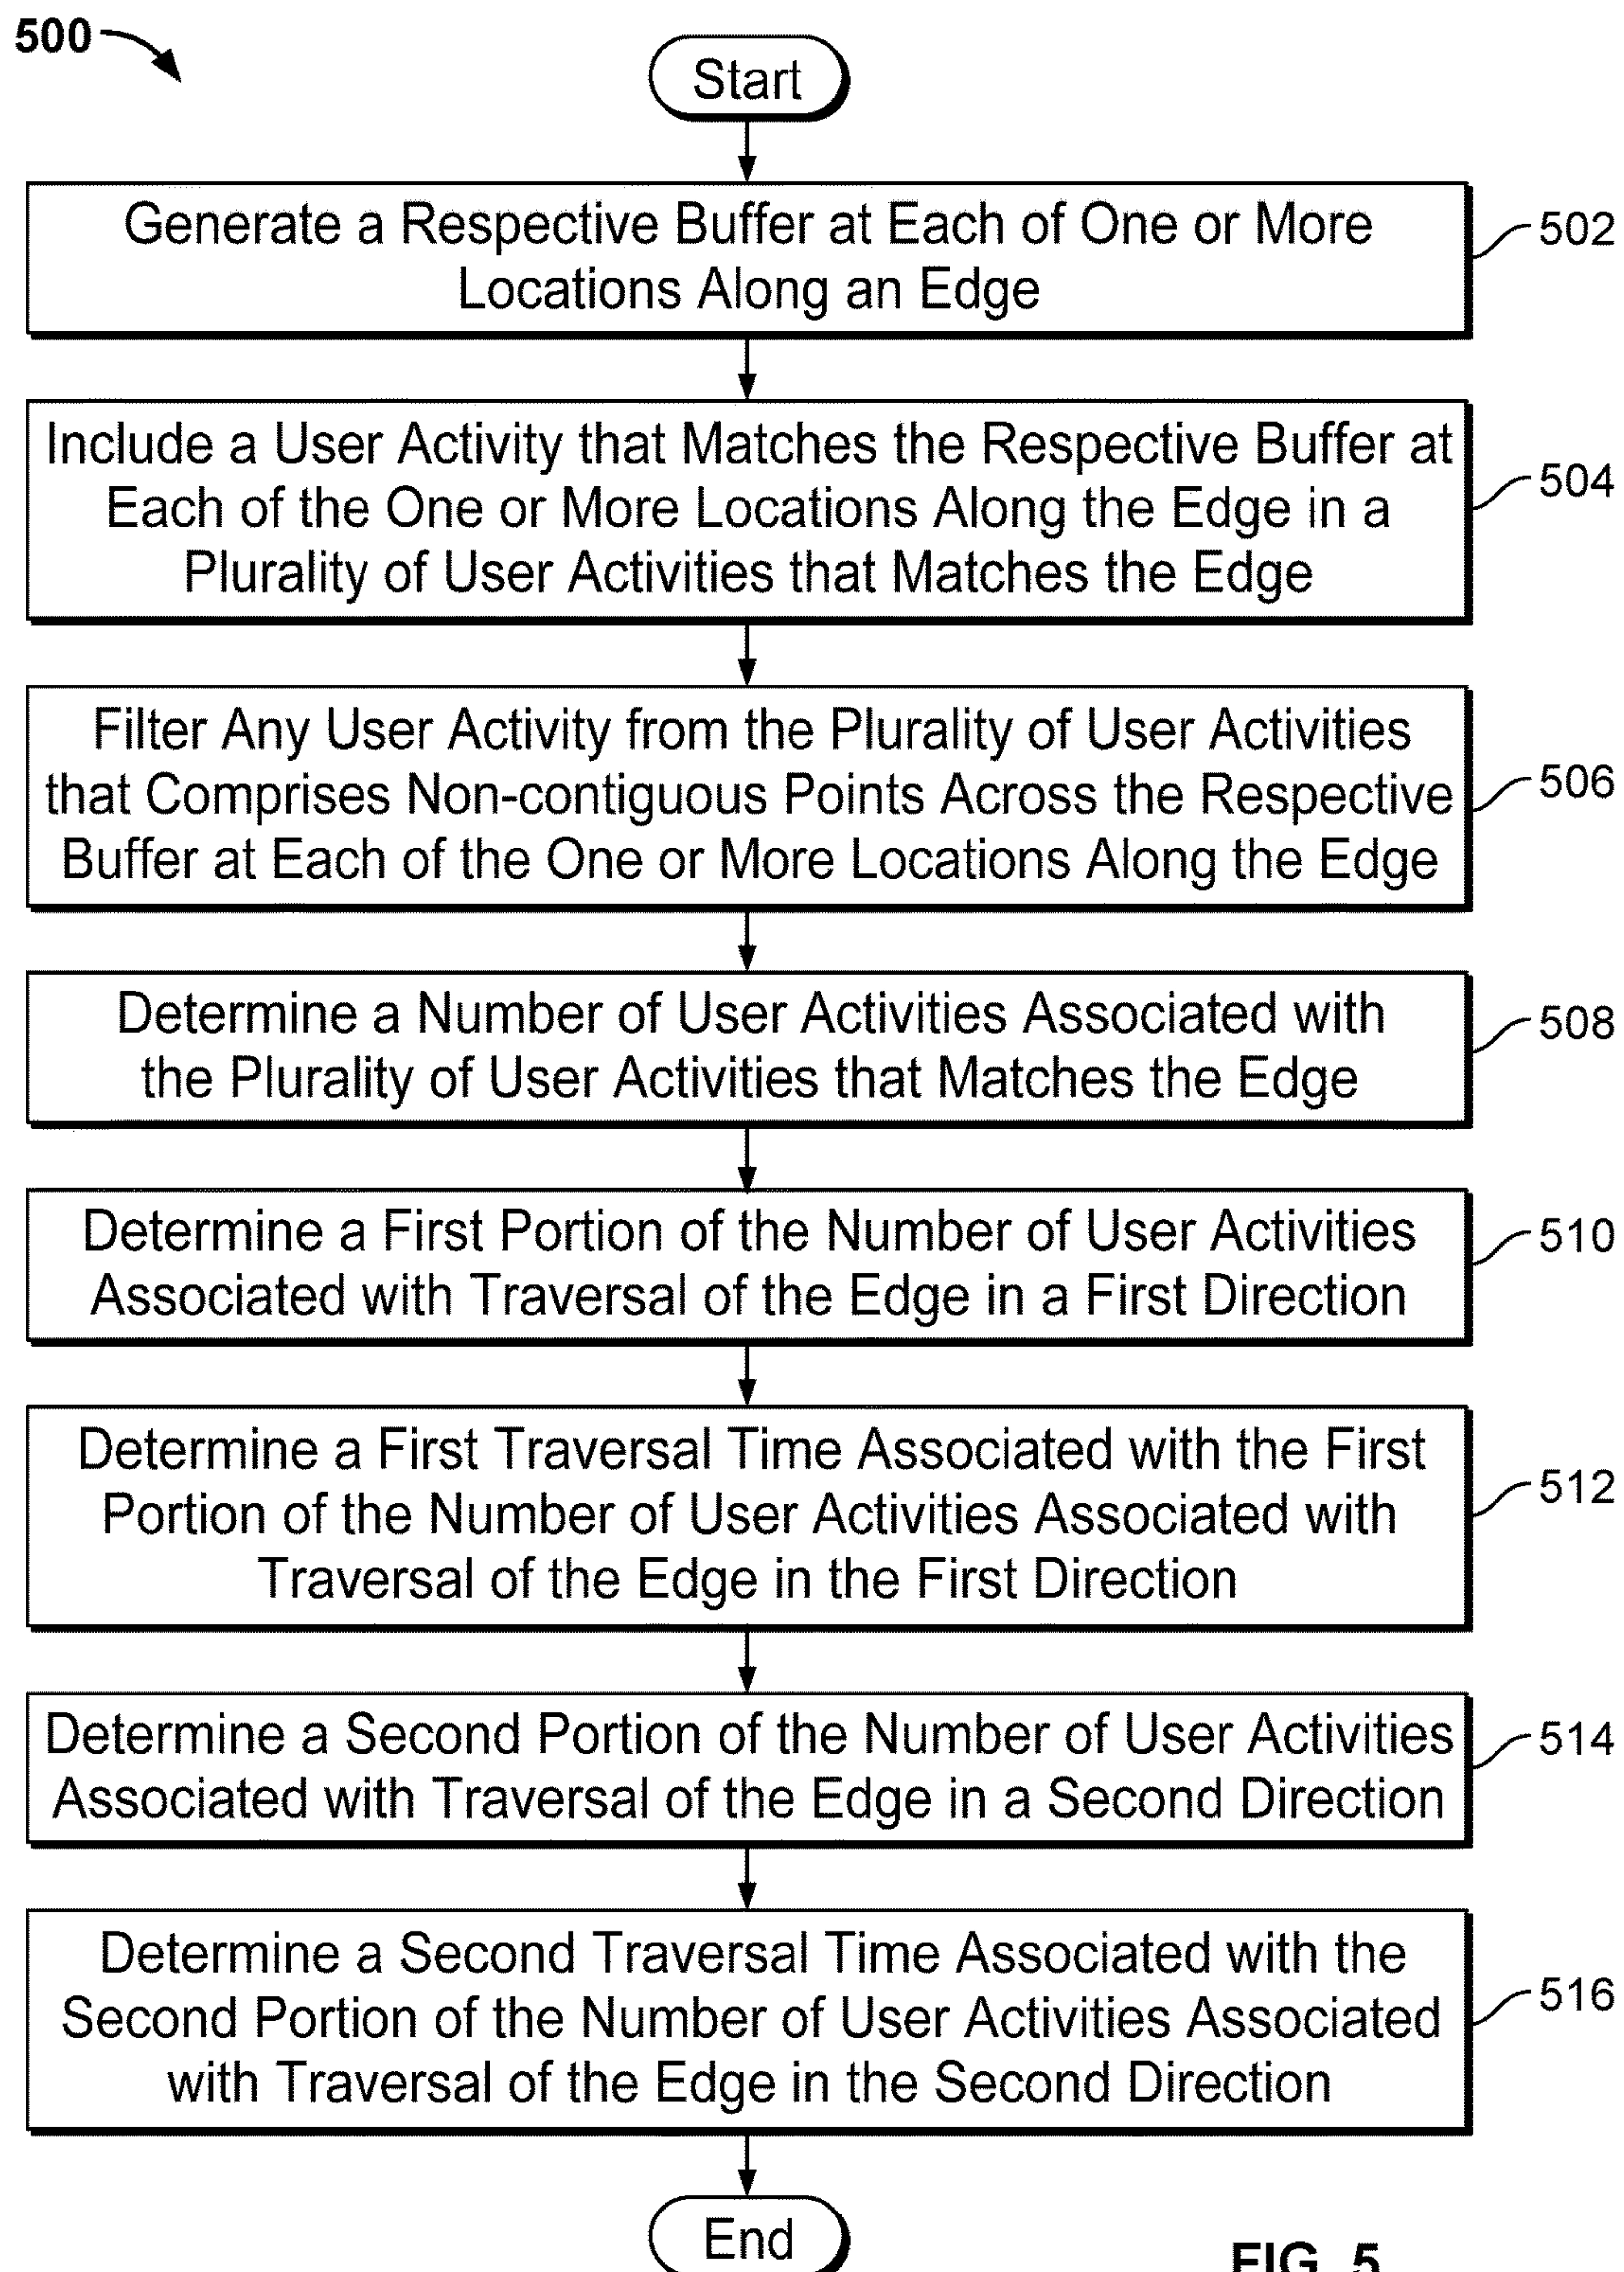 500
Start
Generate a Respective Buffer at Each of One or More
Locations Along an Edge
502
Include a User Activity that Matches the Respective Buffer at
Each of the One or More Locations Along the Edge in a
Plurality of User Activities that Matches the Edge
504
Filter Any User Activity from the Plurality of User Activities
that Comprises Non-contiguous Points Across the Respective
Buffer at Each of the One or More Locations Along the Edge
506
Determine a Number of User Activities Associated with
the Plurality of User Activities that Matches the Edge
508
Determine a First Portion of the Number of User Activities
Associated with Traversal of the Edge in a First Direction
510
Determine a First Traversal Time Associated with the First
Portion of the Number of User Activities Associated with
Traversal of the Edge in the First Direction
512
Determine a Second Portion of the Number of User Activities
Associated with Traversal of the Edge in a Second Direction
514
Determine a Second Traversal Time Associated with the
Second Portion of the Number of User Activities Associated
with Traversal of the Edge in the Second Direction
516
End
FIG. 5